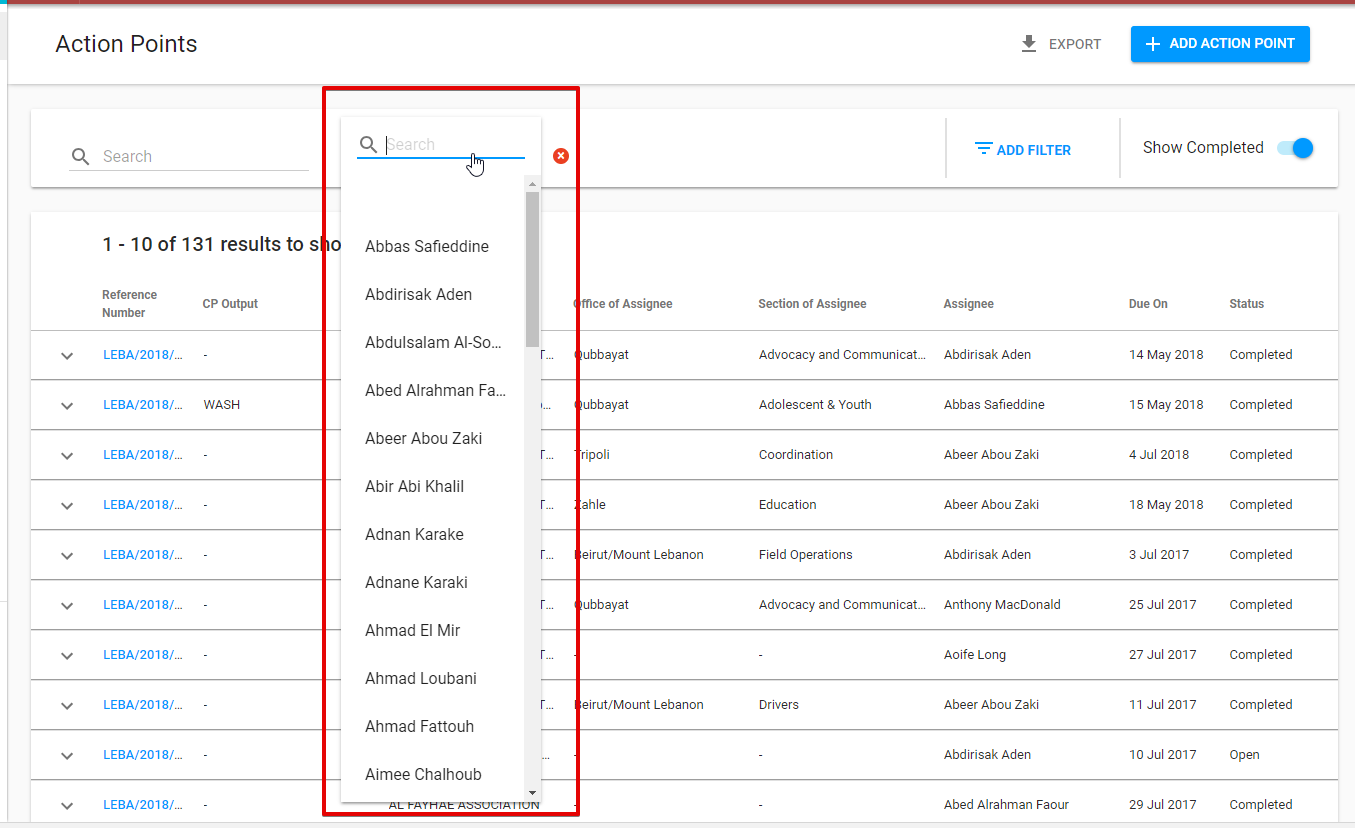 Action Points
EXPORT
ADD ACTION POINT
Search
Search
ADD FILTER
Show Completed
1 - 10 of 131 results to sho
Abbas Safieddine
Abdirisak Aden
Abdulsalam Al-So...
Abed Alrahman Fa...
Abeer Abou Zaki
Abir Abi Khalil
Adnan Karake
Adnane Karaki
Ahmad El Mir
Ahmad Loubani
Ahmad Fattouh
Aimee Chalhoub
Reference Number CP Output Office of Assignee Section of Assignee Assignee Due On Status
LEBA/2018/... - T... Qubbayat Advocacy and Communicat... Abdirisak Aden 14 May 2018 Completed
LEBA/2018/... WASH ... Qubbayat Adolescent & Youth Abbas Safieddine 15 May 2018 Completed
LEBA/2018/... - T... Tripoli Coordination Abeer Abou Zaki 4 Jul 2018 Completed
LEBA/2018/... - T... Zahle Education Abeer Abou Zaki 18 May 2018 Completed
LEBA/2018/... - T... Beirut/Mount Lebanon Field Operations Abdirisak Aden 3 Jul 2017 Completed
LEBA/2018/... - T... Qubbayat Advocacy and Communicat... Anthony MacDonald 25 Jul 2017 Completed
LEBA/2018/... - T... - - Aoife Long 27 Jul 2017 Completed
LEBA/2018/... - T... Beirut/Mount Lebanon Drivers Abeer Abou Zaki 11 Jul 2017 Completed
LEBA/2018/... - ... - - Abdirisak Aden 10 Jul 2017 Open
LEBA/2018/... - AL FAYHAE ASSOCIATION - - Abed Alrahman Faour 29 Jul 2017 Completed